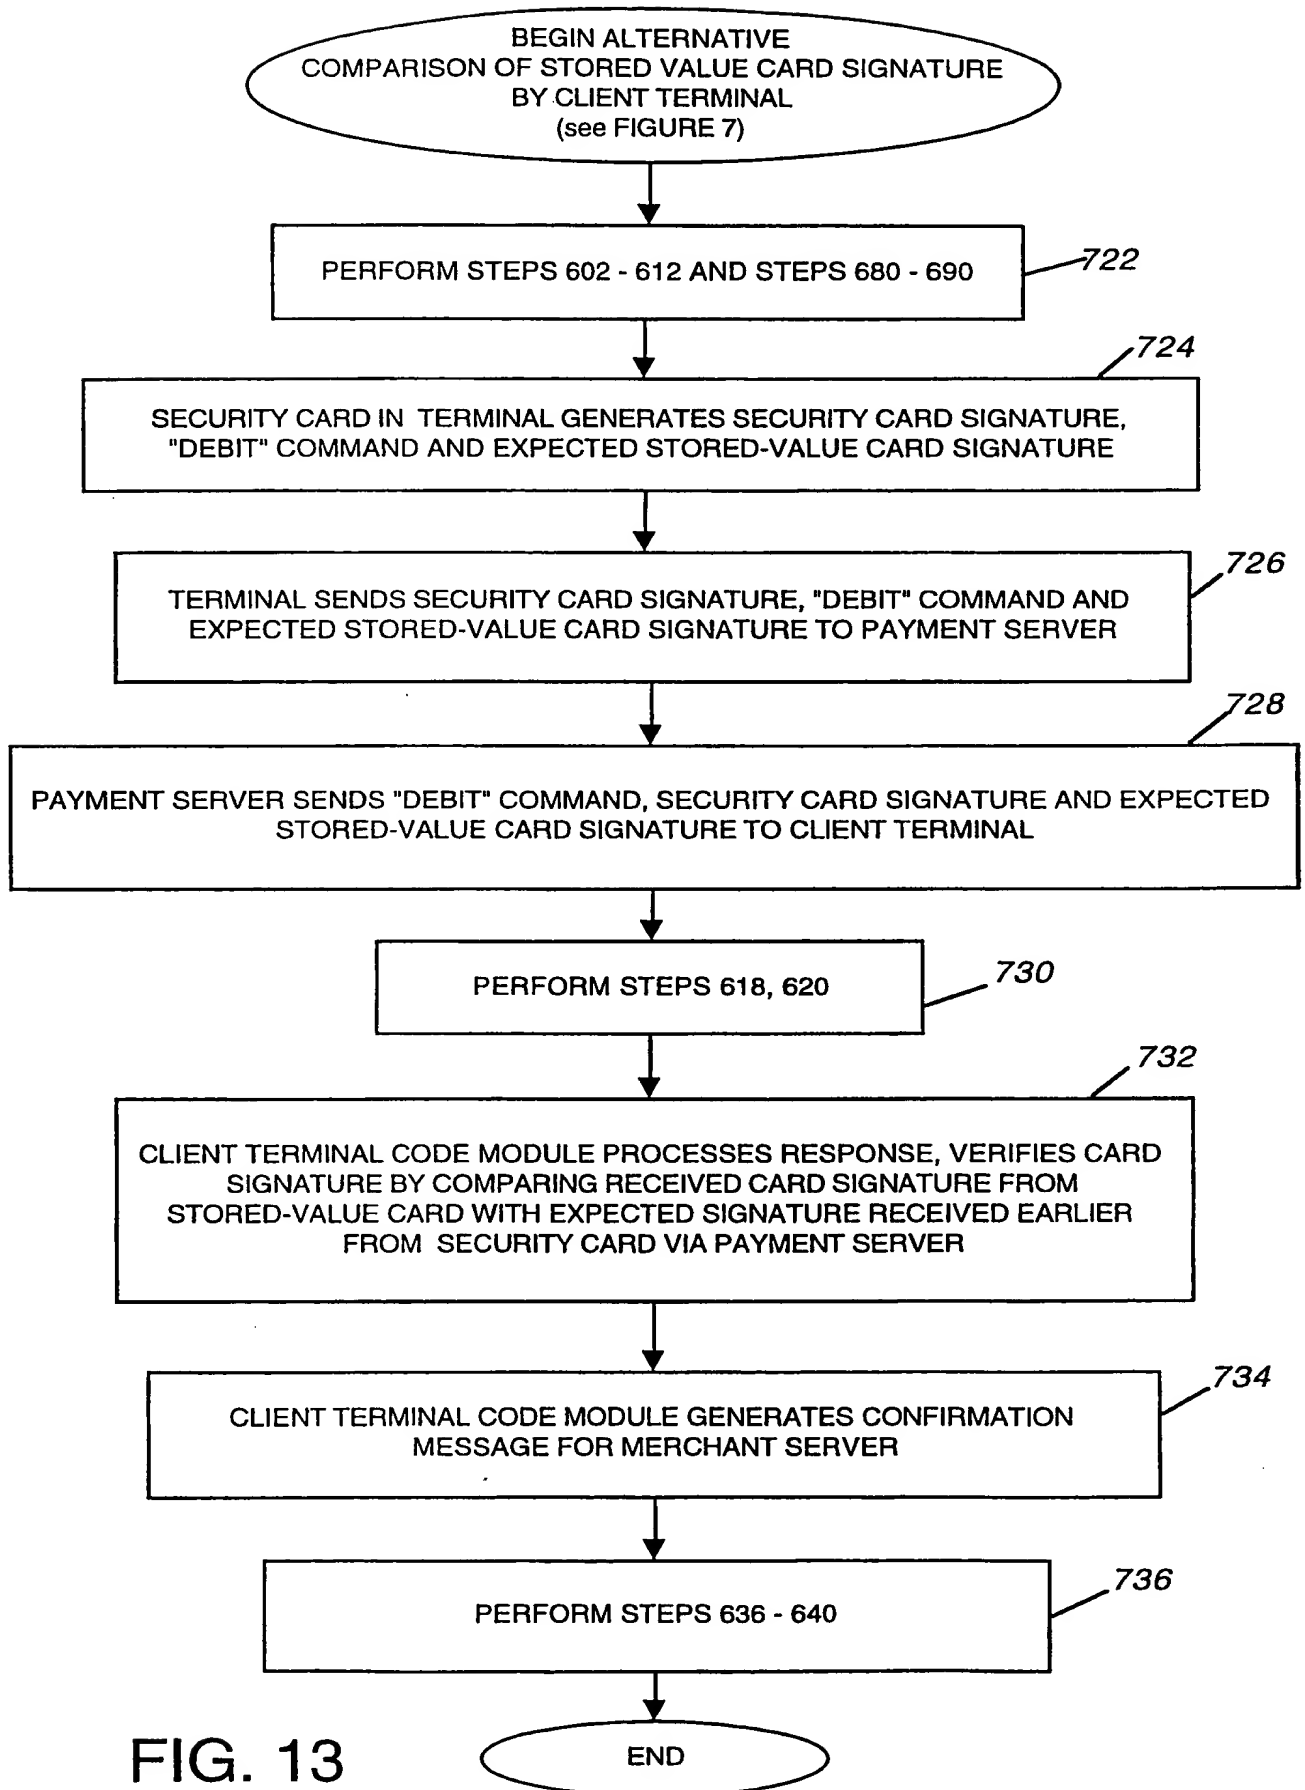 BEGIN ALTERNATIVE
COMPARISON OF STORED VALUE CARD SIGNATURE
BY CLIENT TERMINAL
(see FIGURE 7)
PERFORM STEPS 602 - 612 AND STEPS 680 - 690
722
724
SECURITY CARD IN TERMINAL GENERATES SECURITY CARD SIGNATURE,
"DEBIT" COMMAND AND EXPECTED STORED-VALUE CARD SIGNATURE
726
TERMINAL SENDS SECURITY CARD SIGNATURE, "DEBIT" COMMAND AND
EXPECTED STORED-VALUE CARD SIGNATURE TO PAYMENT SERVER
728
PAYMENT SERVER SENDS "DEBIT" COMMAND, SECURITY CARD SIGNATURE AND EXPECTED
STORED-VALUE CARD SIGNATURE TO CLIENT TERMINAL
PERFORM STEPS 618, 620
730
732
CLIENT TERMINAL CODE MODULE PROCESSES RESPONSE, VERIFIES CARD
SIGNATURE BY COMPARING RECEIVED CARD SIGNATURE FROM
STORED-VALUE CARD WITH EXPECTED SIGNATURE RECEIVED EARLIER
FROM SECURITY CARD VIA PAYMENT SERVER
734
CLIENT TERMINAL CODE MODULE GENERATES CONFIRMATION
MESSAGE FOR MERCHANT SERVER
736
PERFORM STEPS 636 - 640
END
FIG. 13